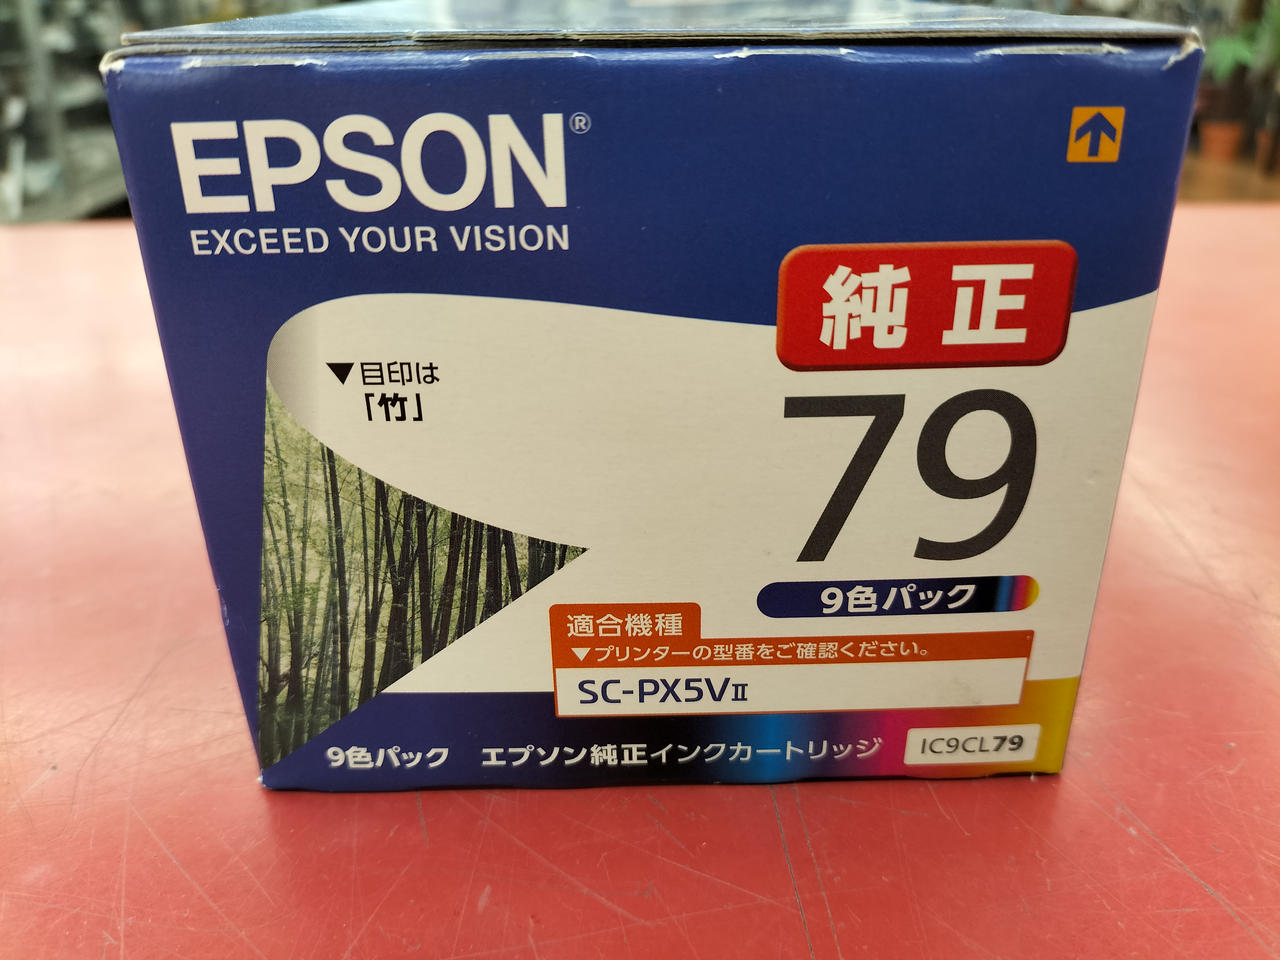 EPSON®
EXCEED YOUR VISION
純正
▼目印は
「竹」
79
9色パック
適合機種
▼プリンターの型番をご確認ください。
SC-PX5VⅡ
9色パック エプソン純正インクカートリッジ IC9CL79